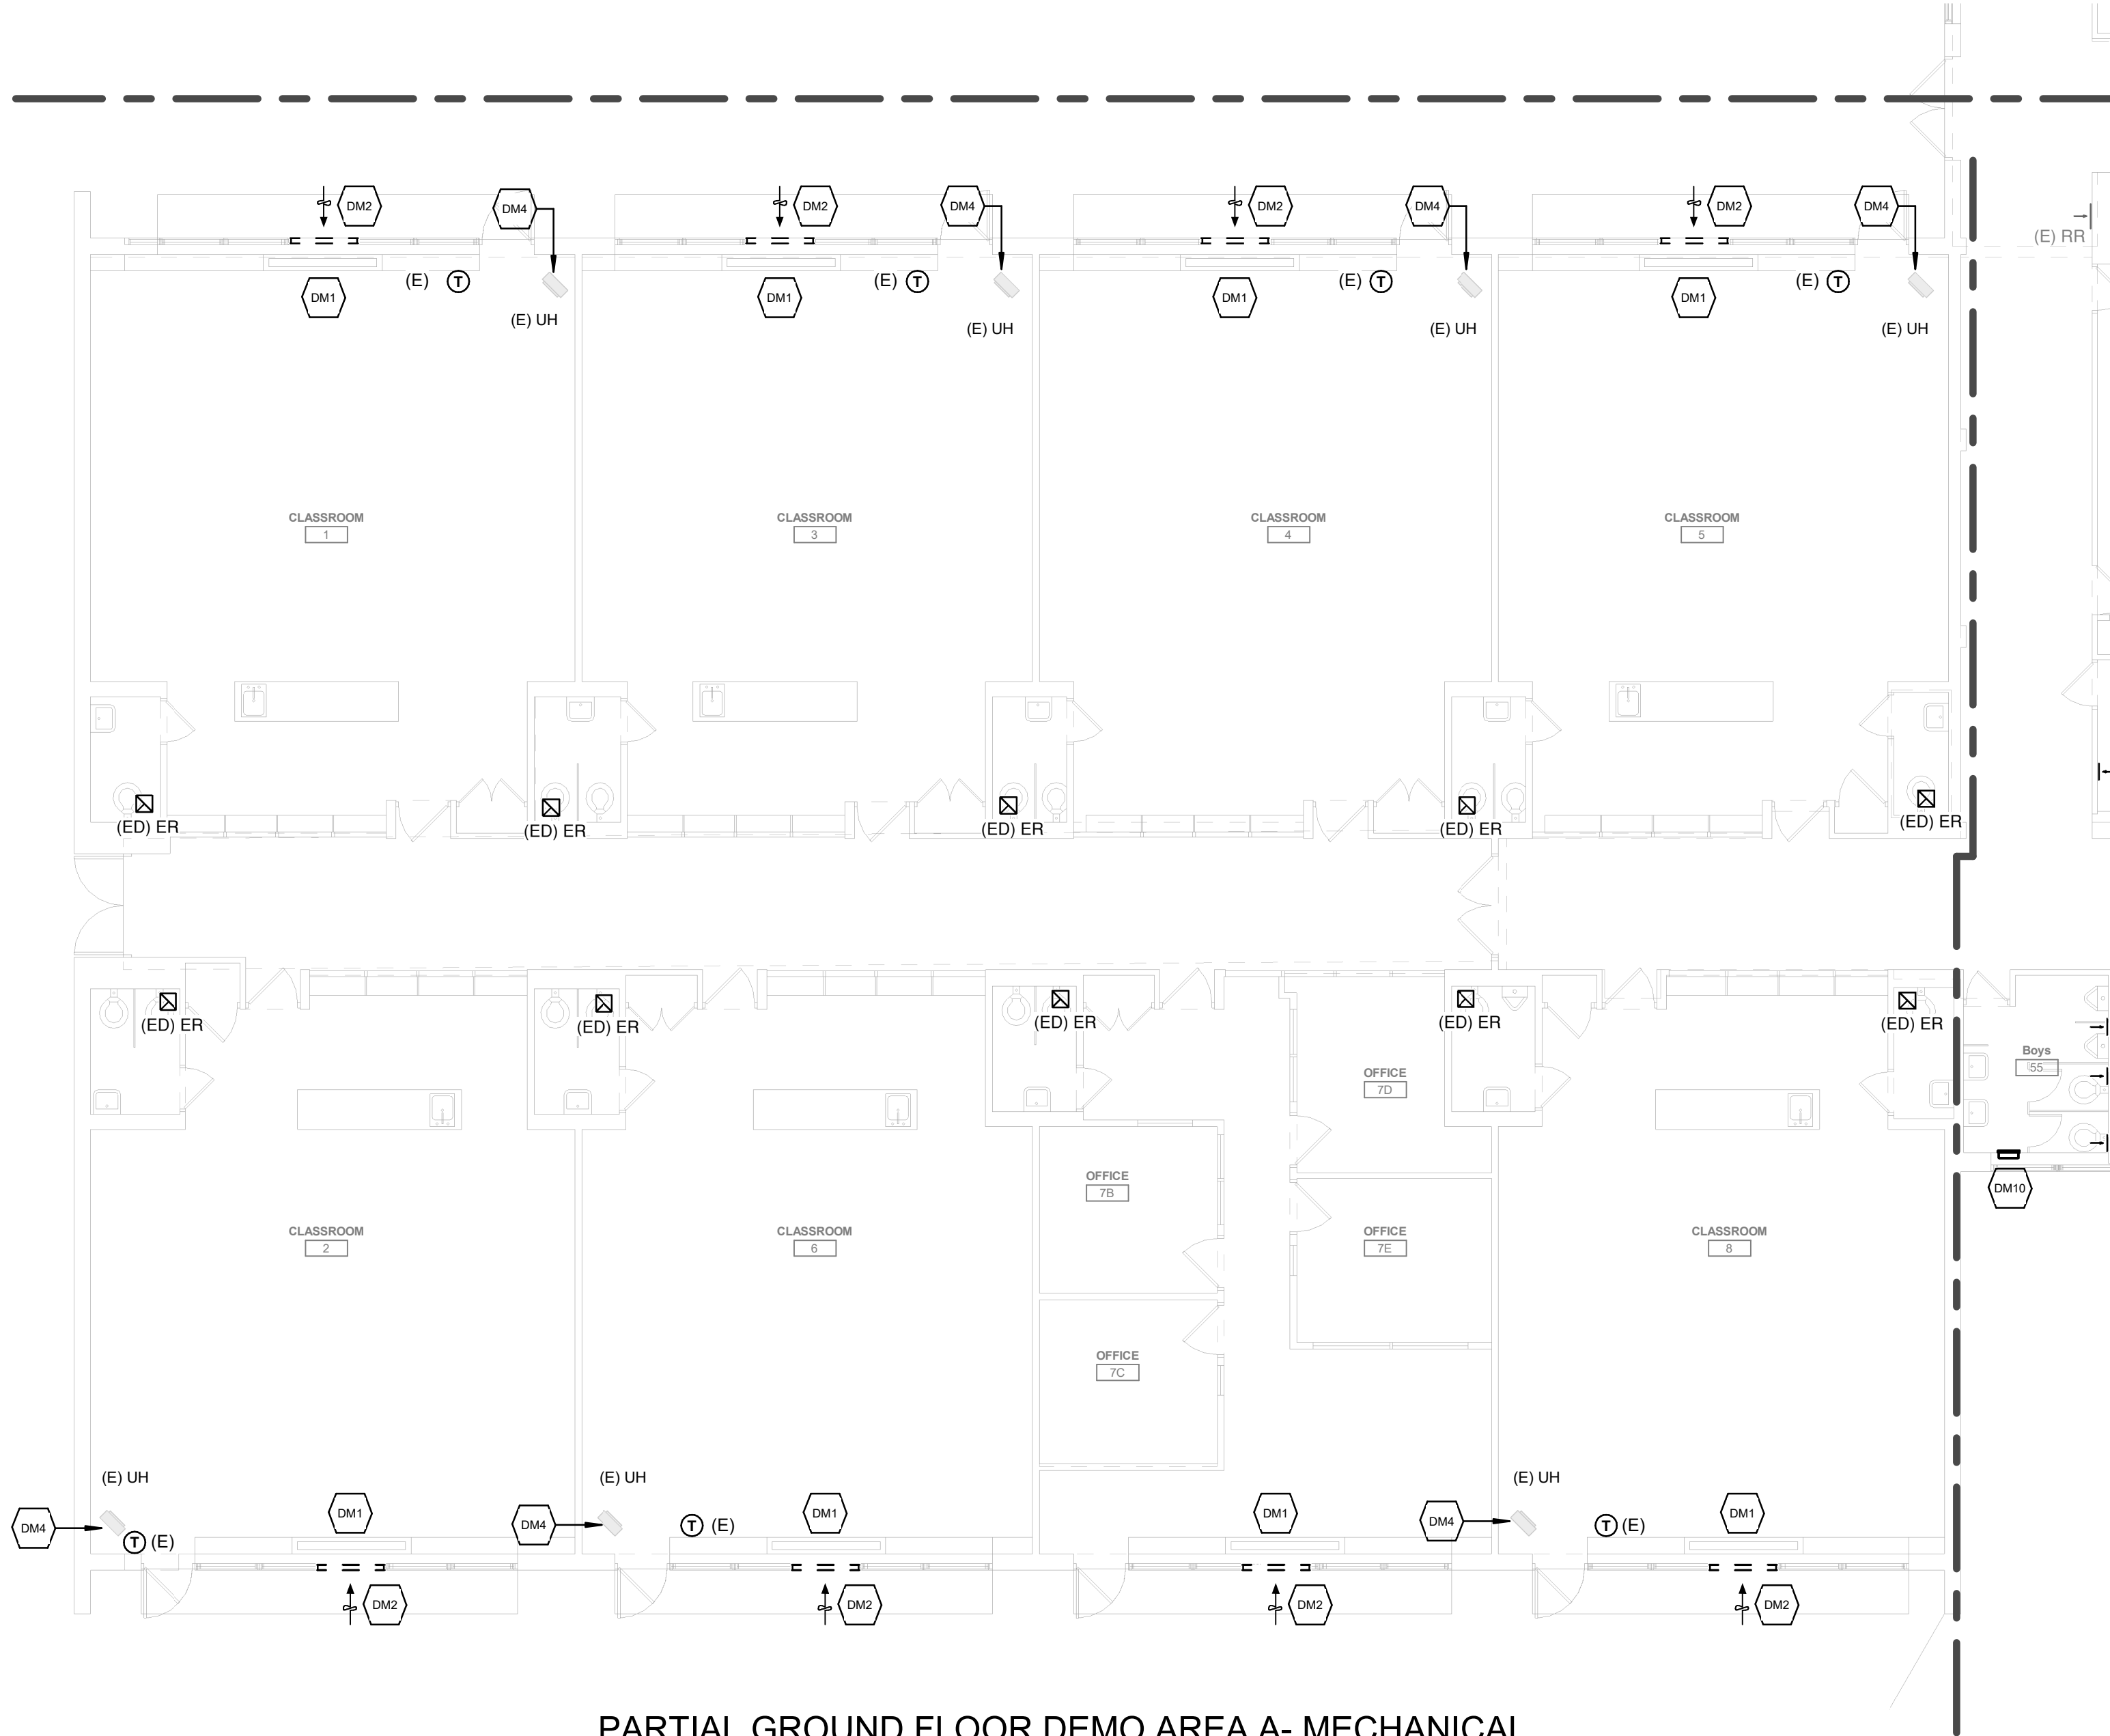 DM2 DM4 DM2 DM4 DM2 DM4 DM2 DM4
(E) RR
(E) T (E) T (E) T (E) T
DM1 DM1 DM1 DM1
(E) UH (E) UH (E) UH (E) UH
CLASSROOM CLASSROOM CLASSROOM CLASSROOM
1 3 4 5
(ED) ER (ED) ER (ED) ER (ED) ER (ED) ER
(ED) ER (ED) ER (ED) ER (ED) ER (ED) ER
Boys
55
OFFICE
7D
OFFICE
7B
DM10
CLASSROOM CLASSROOM OFFICE CLASSROOM
2 6 7E 8
OFFICE
7C
(E) UH (E) UH (E) UH
DM1 DM1 DM1 DM1
DM4 DM4 T (E) DM4 T (E)
T (E)
DM2 DM2 DM2 DM2
PARTIAL GROUND FLOOR DEMO AREA A- MECHANICAL